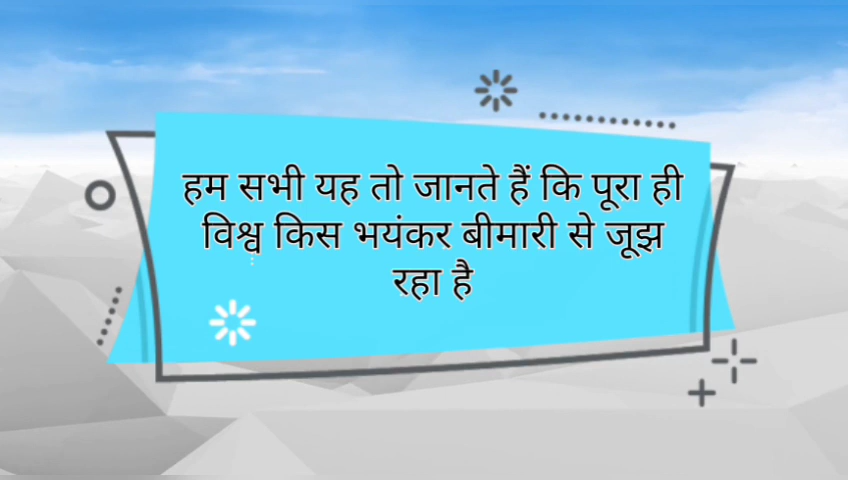 हम सभी यह तो जानते हैं कि पूरा ही
विश्व किस भयंकर बीमारी से जूझ
रहा है